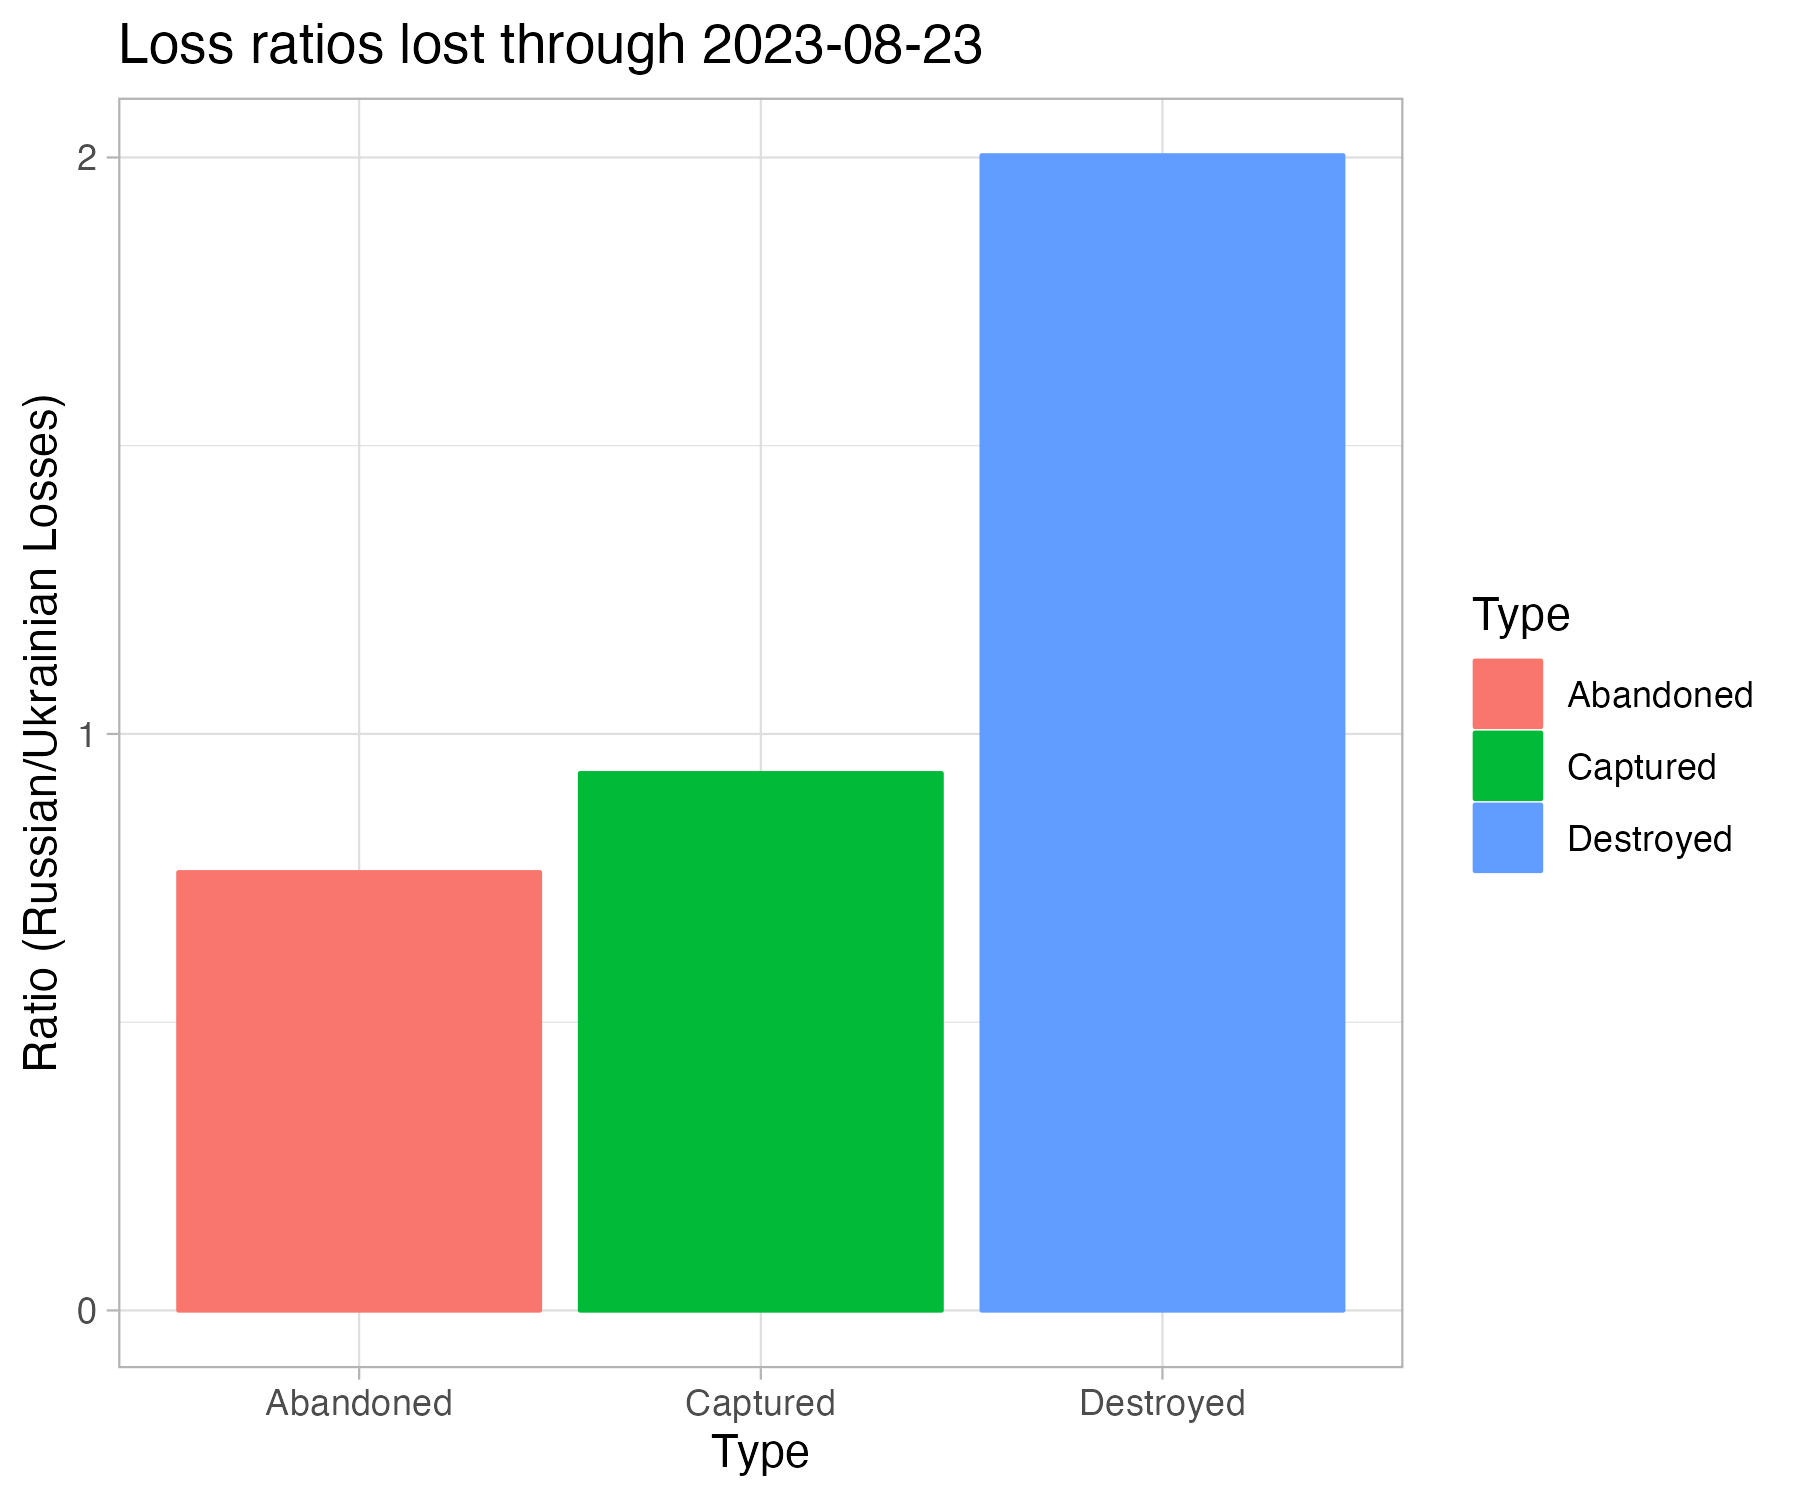 Loss ratios lost through 2023-08-23
Ratio (Russian/Ukrainian Losses)
2
1
0
Abandoned
Captured
Destroyed
Type
Type
Abandoned
Captured
Destroyed